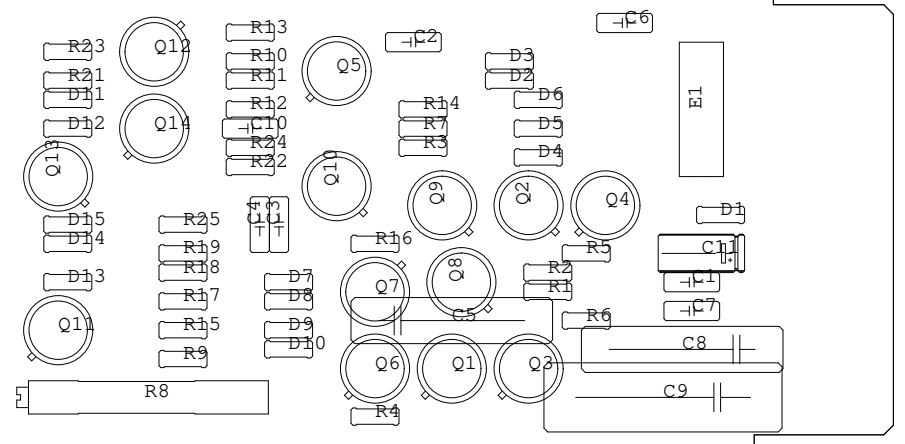 C6
R13
C2
R23
Q12
D3
R10
Q5
R21
R11
D2
D11
D6
E1
R12
R14
D12
Q14
C10
R7
D5
R24
R3
Q13
D4
R22
Q10
Q9
Q2
Q4
C4
C3
D1
D15
R25
D14
R16
R19
R5
C11
R18
Q8
R2
D13
D7
C1
Q7
R1
R17
D8
C7
C5
R6
Q11
R15
D9
D10
C8
R9
Q6
Q1
Q3
R8
C9
R4